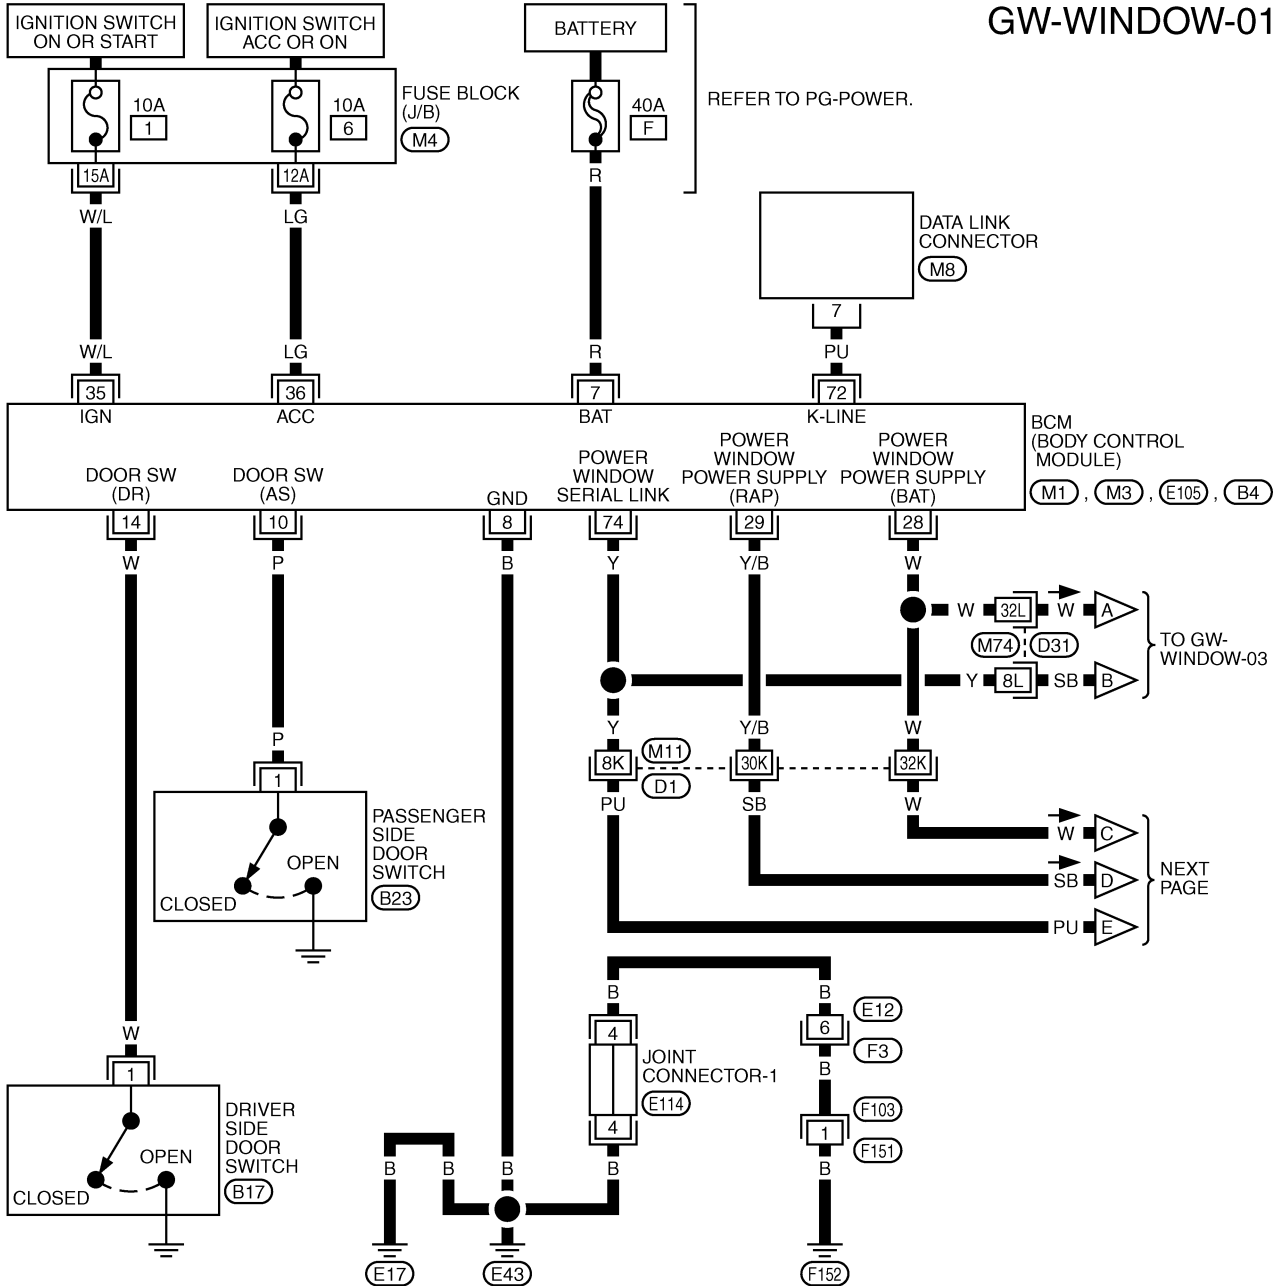 GW-WINDOW-01
IGNITION SWITCH
ON OR START
IGNITION SWITCH
ACC OR ON
BATTERY
10A
1
10A
6
FUSE BLOCK
(J/B)
M4
40A
F
REFER TO PG-POWER.
15A
12A
R
W/L
LG
DATA LINK
CONNECTOR
M8
7
W/L
LG
R
PU
35
36
7
72
IGN
ACC
BAT
K-LINE
BCM
(BODY CONTROL
MODULE)
M1 , M3 , E105 , B4
DOOR SW
(DR)
DOOR SW
(AS)
GND
POWER
WINDOW
SERIAL LINK
POWER
WINDOW
POWER SUPPLY
(RAP)
POWER
WINDOW
POWER SUPPLY
(BAT)
14
10
8
74
29
28
W
P
B
Y
Y/B
W
W
32L
W
A
M74
D31
TO GW-
WINDOW-03
Y
8L
SB
B
P
Y
Y/B
W
8K
M11
D1
30K
32K
PU
SB
W
1
PASSENGER
SIDE
DOOR
SWITCH
B23
OPEN
CLOSED
W
C
SB
D
PU
E
NEXT
PAGE
B
B
4
6
E12
F3
JOINT
CONNECTOR-1
E114
B
4
F103
1
F151
W
1
DRIVER
SIDE
DOOR
SWITCH
B17
OPEN
CLOSED
B
B
B
B
B
E17
E43
F152